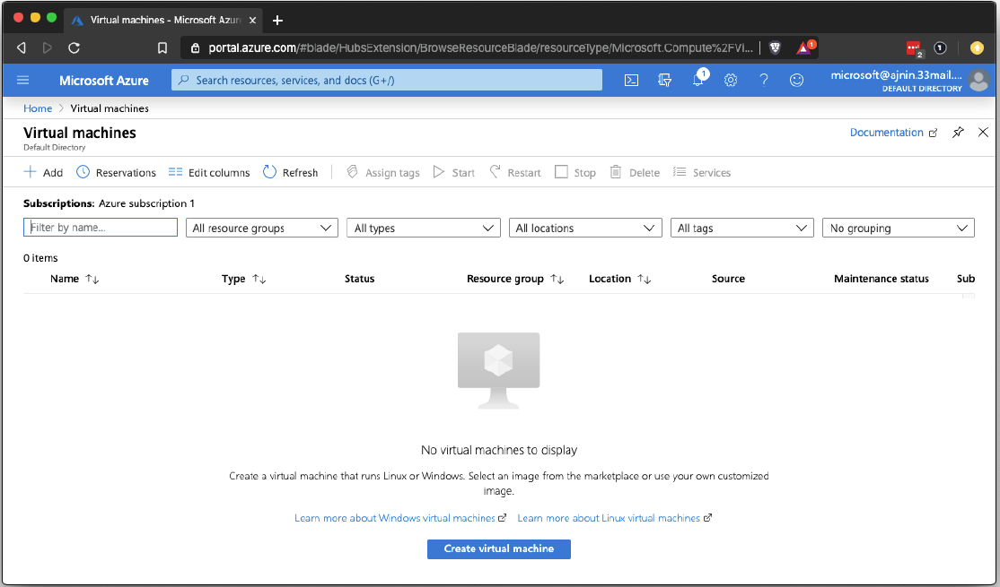 Virtual machines - Microsoft Azur
portal.azure.com/#blade/HubsExtension/BrowseResourceBlade/resourceType/Microsoft.Compute%2FVi...
1
2
1
Microsoft Azure
Search resources, services, and docs (G+/)
1
microsoft@ajnin.33mail....
DEFAULT DIRECTORY
Home > Virtual machines
Virtual machines
Default Directory
Documentation
Add Reservations Edit columns Refresh Assign tags Start Restart Stop Delete Services
Subscriptions: Azure subscription 1
Filter by name... All resource groups All types All locations All tags No grouping
0 items
Name Type Status Resource group Location Source Maintenance status Sub
No virtual machines to display
Create a virtual machine that runs Linux or Windows. Select an image from the marketplace or use your own customized
image.
Learn more about Windows virtual machines Learn more about Linux virtual machines
Create virtual machine